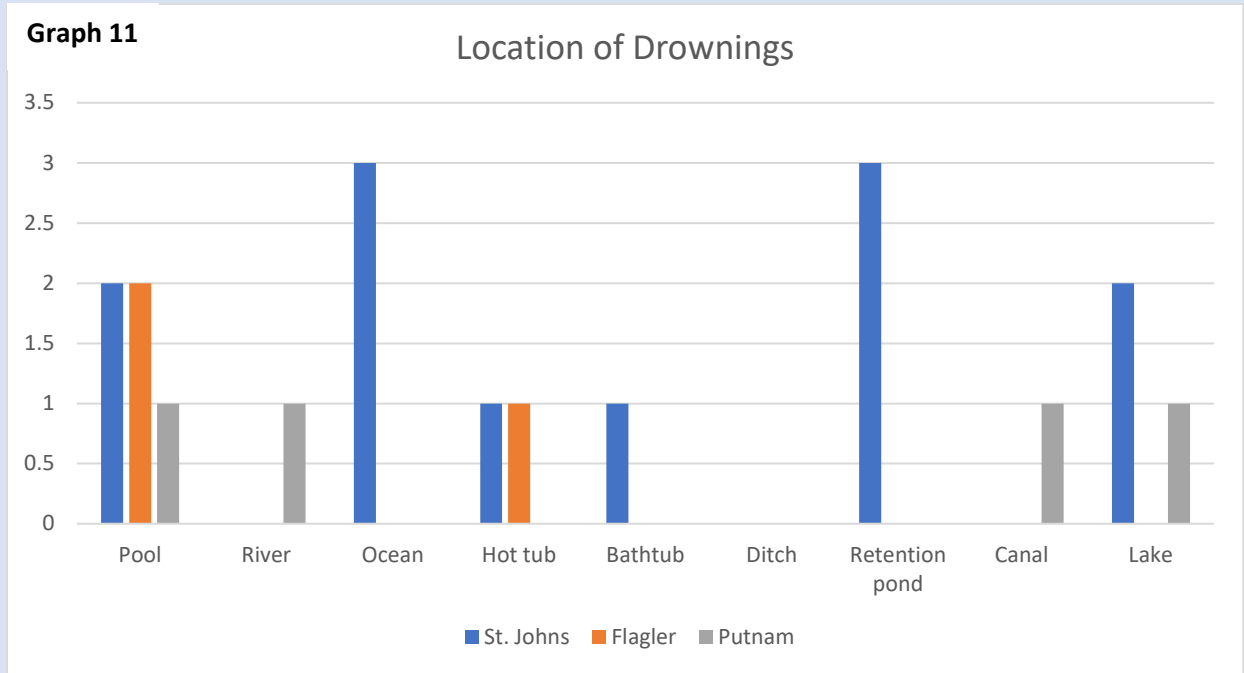 Graph 11
Location of Drownings
3.5
3
2.5
2
1.5
1
0.5
0
Pool River Ocean Hot tub Bathtub Ditch Retention pond Canal Lake
St. Johns Flagler Putnam